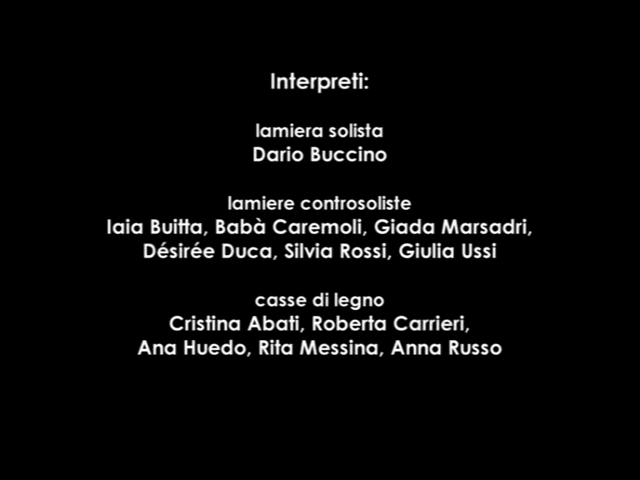 Interpreti:
lamiera solista
Dario Buccino
lamiere controsoliste
Iaia Buitta, Babà Caremoli, Giada Marsadri,
Désirée Duca, Silvia Rossi, Giulia Ussi
casse di legno
Cristina Abati, Roberta Carrieri,
Ana Huedo, Rita Messina, Anna Russo